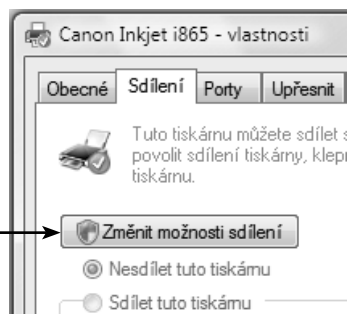 Canon Inkjet i865 - vlastnosti
Obecné Sdílení Porty Upřesnit
Tuto tiskárnu můžete sdílet
povolit sdílení tiskárny,
tiskárnu.
Změnit možnosti sdílení
Nesdílet tuto tiskárnu
Sdílet tuto tiskárnu